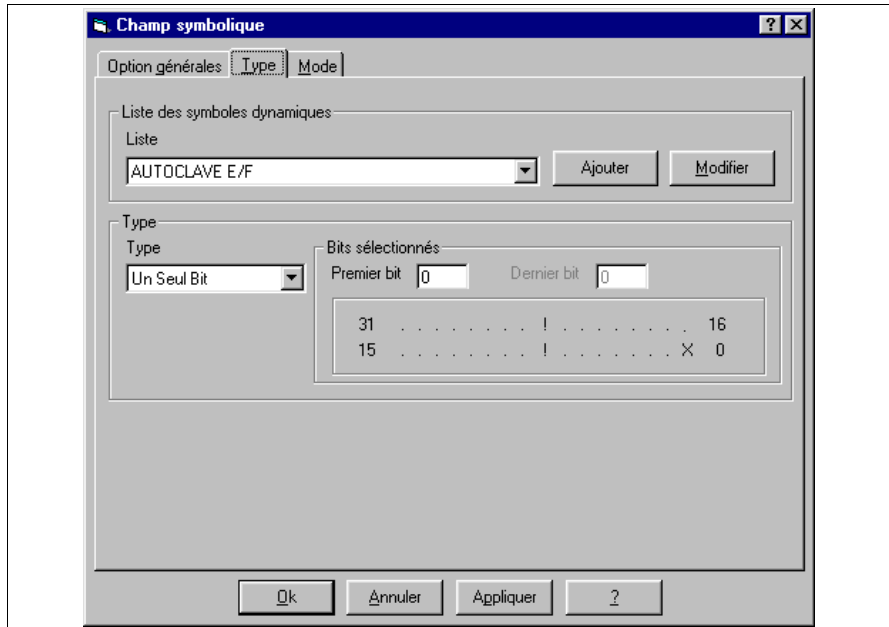 Champ symbolique
Option générales Type Mode
Liste des symboles dynamiques
Liste
AUTOCLAVE E/F Ajouter Modifier
Type
Type Bits sélectionnés
Un Seul Bit Premier bit 0 Dernier bit 0
31 . . . . . . . . ! . . . . . . . . 16
15 . . . . . . . . ! . . . . . . . X 0
Ok Annuler Appliquer ?